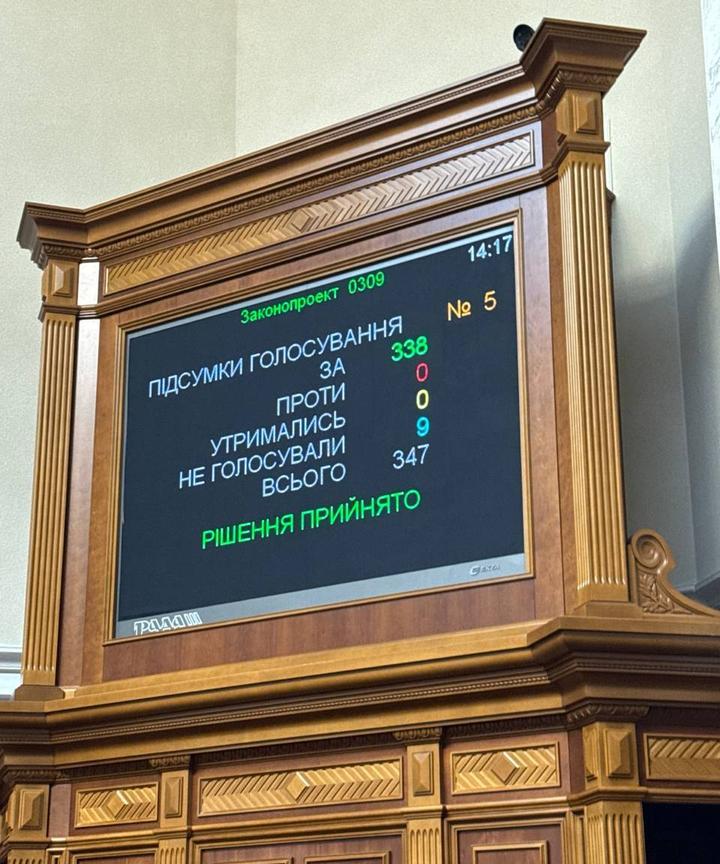 14:17
Законопроект 0309
№ 5
ПІДСУМКИ ГОЛОСУВАННЯ
ЗА 338
ПРОТИ 0
УТРИМАЛИСЬ 0
НЕ ГОЛОСУВАЛИ 9
ВСЬОГО 347
РІШЕННЯ ПРИЙНЯТО